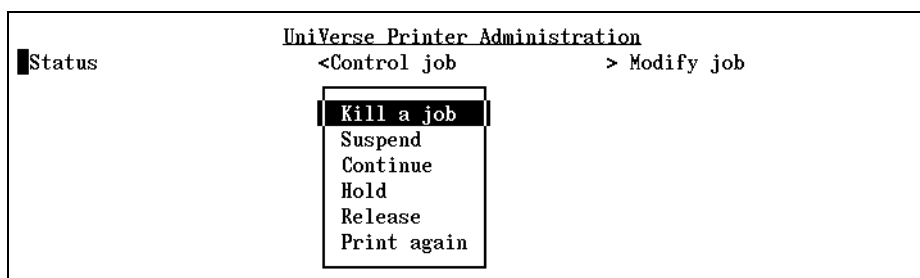 UniVerse Printer Administration
Status <Control job > Modify job
Kill a job
Suspend
Continue
Hold
Release
Print again